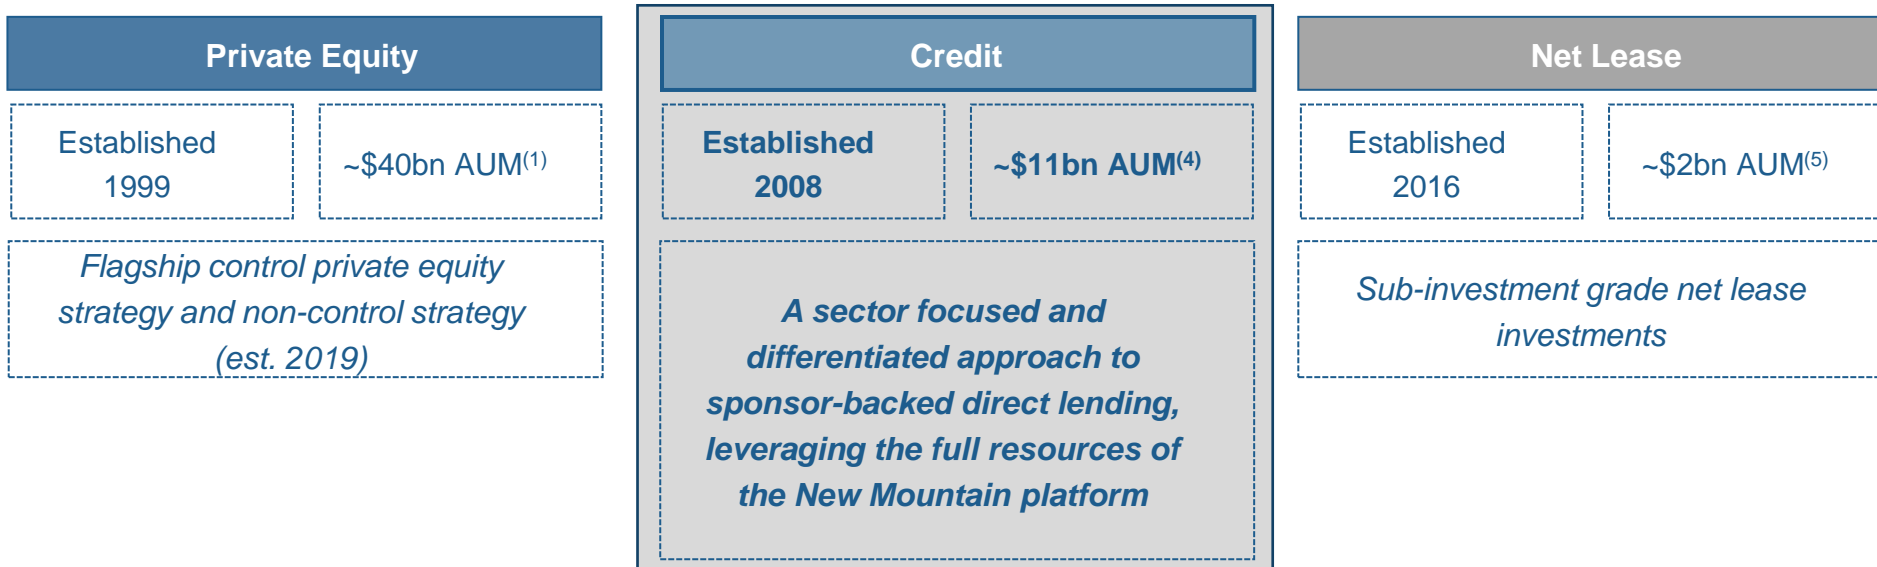 Private Equity
Established
1999
~$40bn AUM(1)
Flagship control private equity
strategy and non-control strategy
(est. 2019)
Credit
Established
2008
~$11bn AUM(4)
A sector focused and
differentiated approach to
sponsor-backed direct lending,
leveraging the full resources of
the New Mountain platform
Net Lease
Established
2016
~$2bn AUM(5)
Sub-investment grade net lease
investments